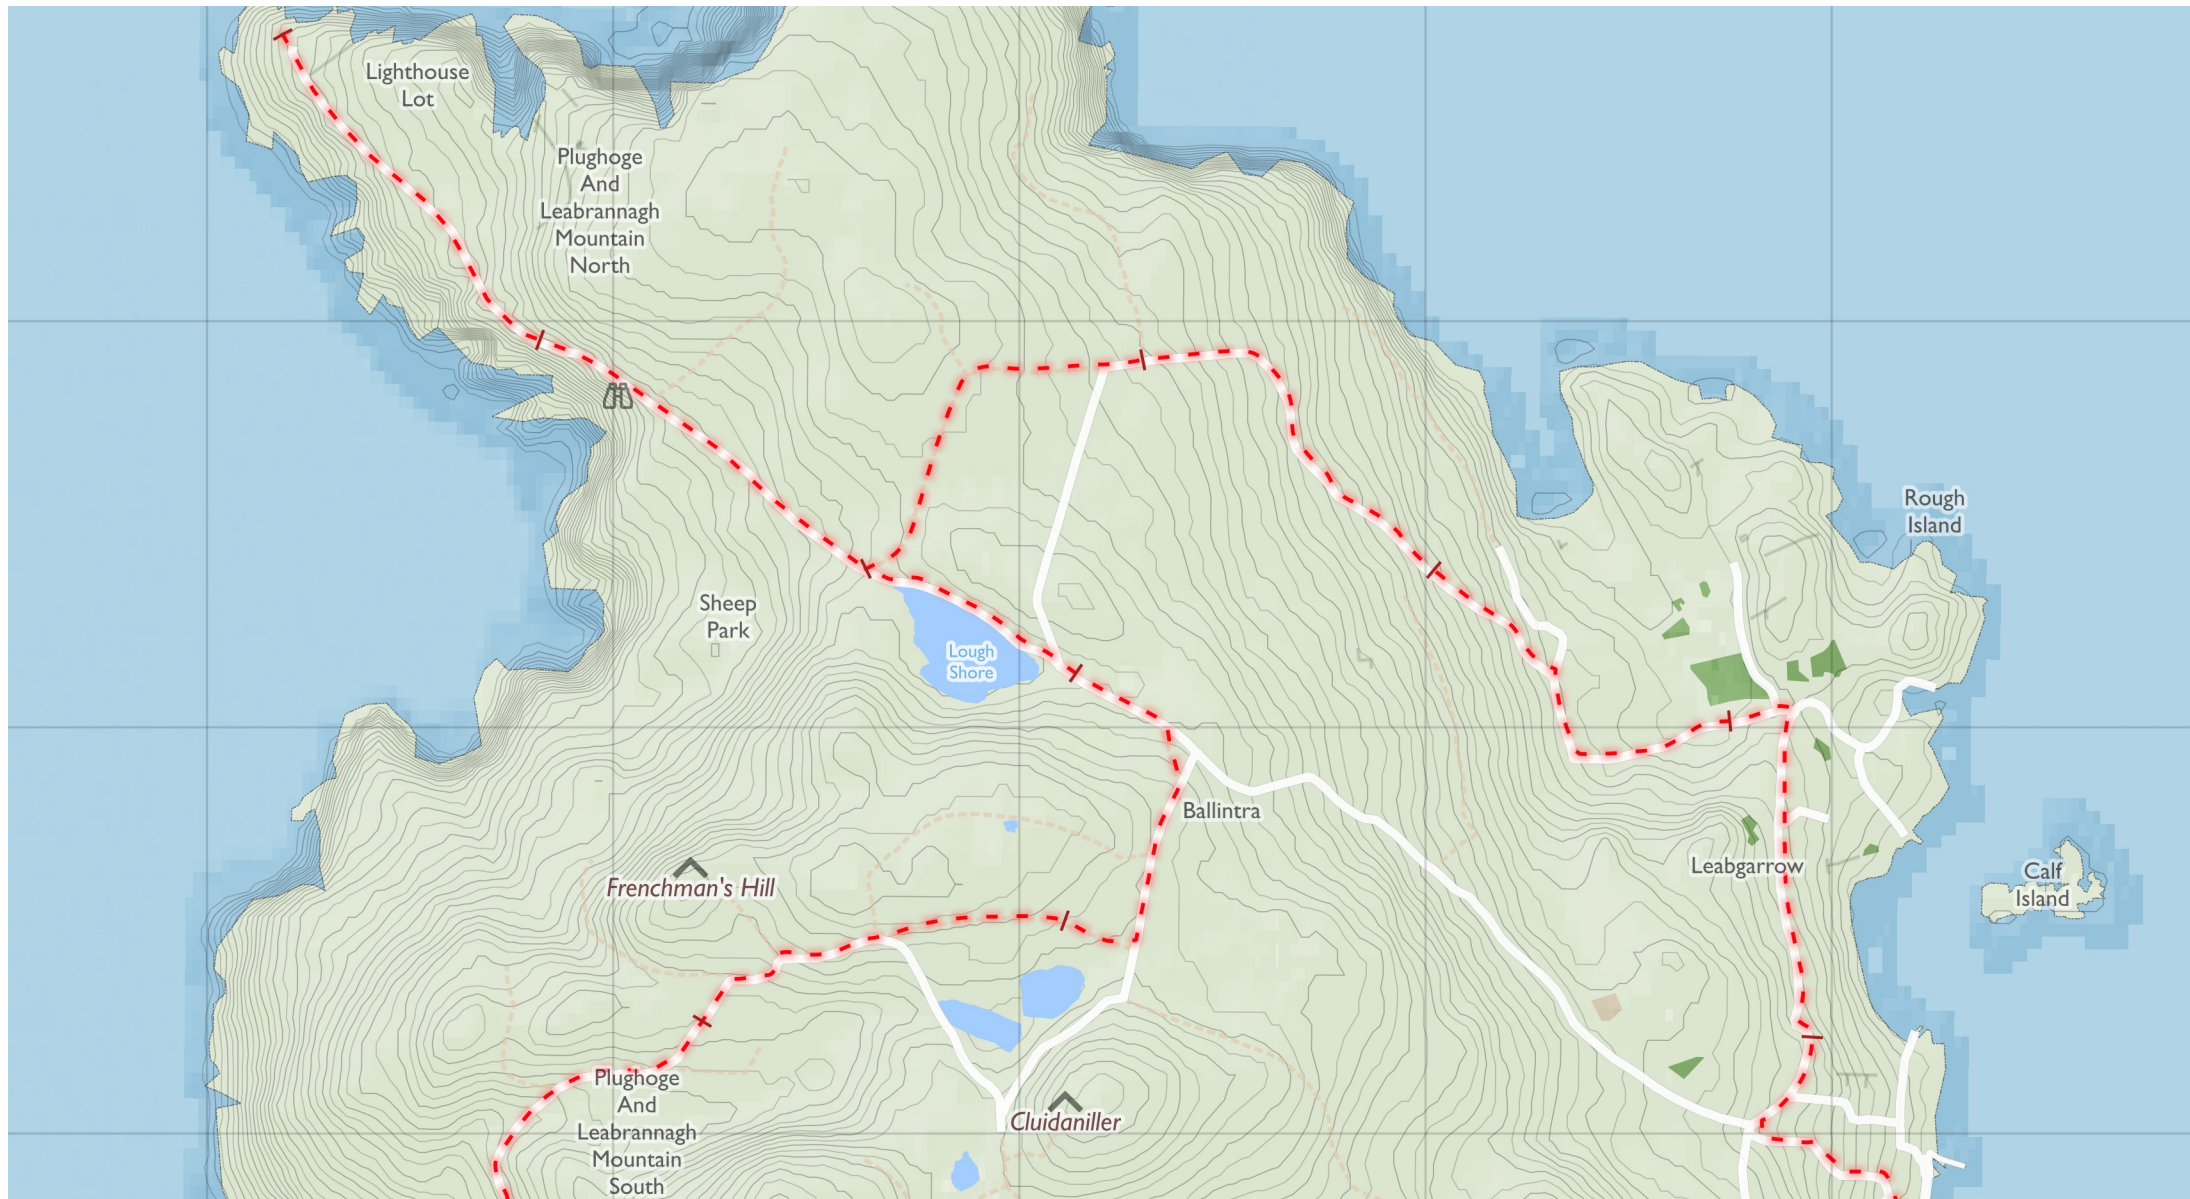 Lighthouse
Lot
Plughoge
And
Leabrannagh
Mountain
North
Rough
Island
Sheep
Park
Lough
Shore
Ballintra
Leabgarrow
Calf
Island
Frenchman's Hill
Plughoge
And
Leabrannagh
Mountain
South
Cluidaniller